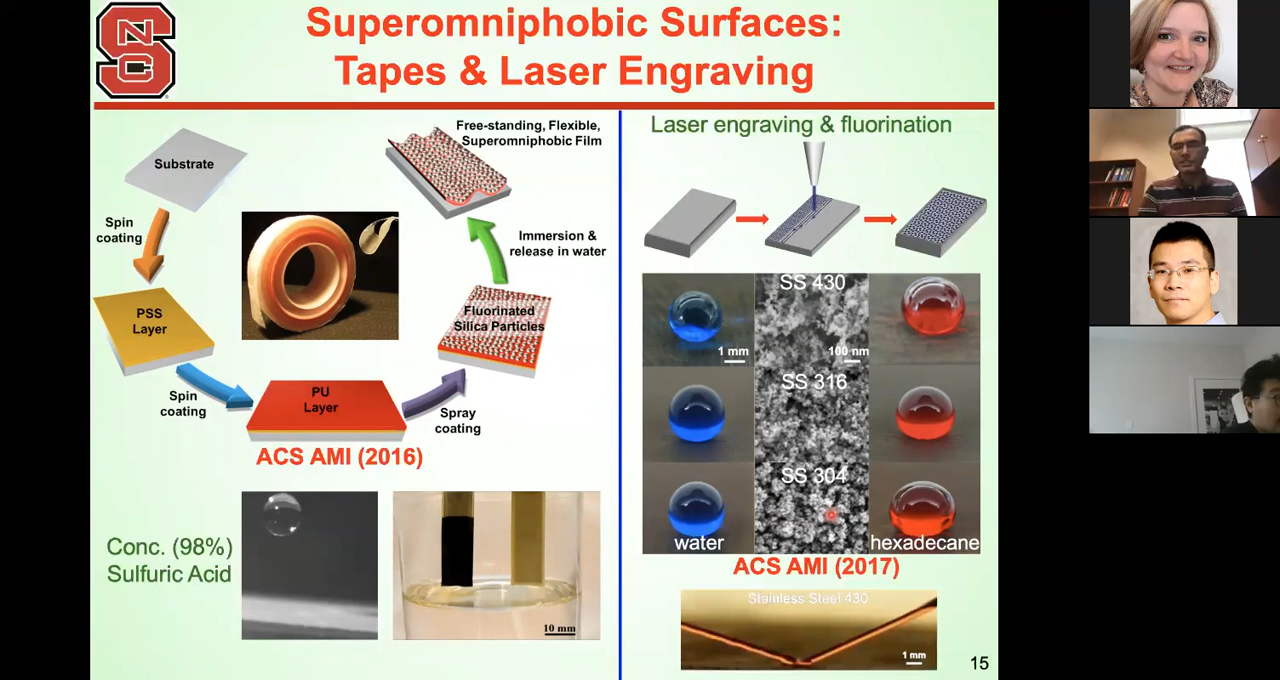 Superomniphobic Surfaces:
Tapes & Laser Engraving
Substrate
Spin
coating
PSS
Layer
Spin
coating
PU
Layer
Spray
coating
Fluorinated
Silica Particles
Immersion &
release in water
Free-standing, Flexible,
Superomniphobic Film
ACS AMI (2016)
Conc. (98%)
Sulfuric Acid
10 mm
Laser engraving & fluorination
SS 430
1 mm
100 nm
SS 316
SS 304
water
hexadecane
ACS AMI (2017)
Stainless Steel 430
1 mm
15
NCS